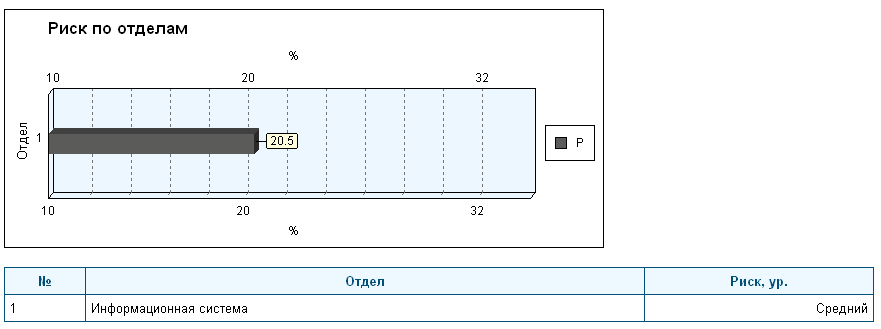 Риск по отделам
%
10 20 32
Отдел
1
20.5
P
10 20 32
%
№ Отдел Риск, ур.
1 Информационная система Средний